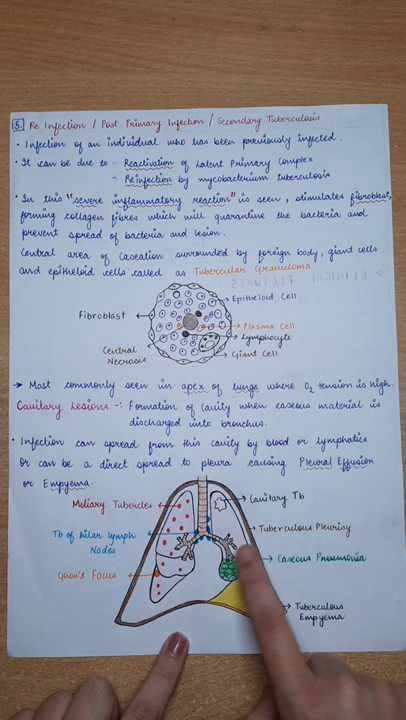 5. Re Infection / Post Primary Infection / Secondary Tuberculosis
• Infection of an individual who has been previously infected.
• It can be due to :- Reactivation of Latent Primary Complex
:- Reinfection by mycobacterium tuberculosis
• In this "severe inflammatory reaction" is seen, stimulates fibroblast,
forming collagen fibres which will quarantine the bacteria and
prevent spread of bacteria and lesion.
Central area of Caseation surrounded by foreign body, giant cells
and epitheloid cells called as Tubercular Granuloma.
Epitheloid Cell
Fibroblast
Plasma Cell
Lymphocyte
Central
Necrosis
Giant Cell
→ Most commonly seen in apex of lungs where O2 tension is high.
Cavitary Lesions -: Formation of cavity when caseous material is
discharged into bronchus.
• Infection can spread from this cavity by blood or lymphatics
Or can be a direct spread to pleura causing Pleural Effusion
or Empyema.
Miliary Tubercles
Cavitary Tb
Tb of hilar lymph
Nodes
Tuberculous Pleurisy
Caseous Pneumonia
Ghon's Focus
Tuberculous
Empyema